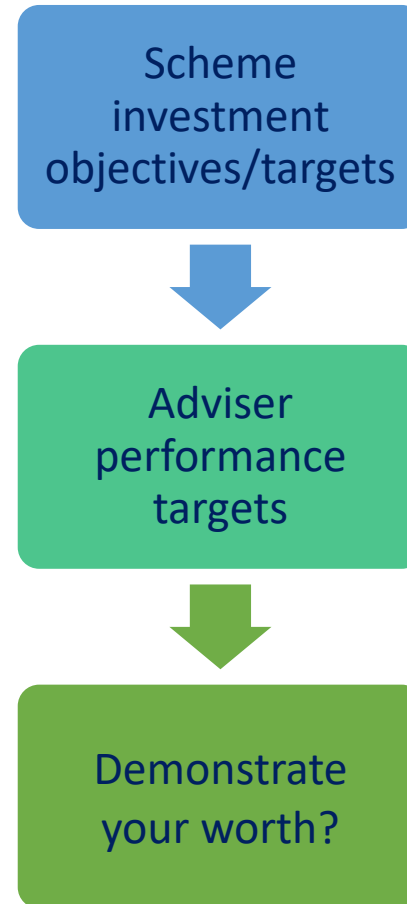 Scheme
investment
objectives/targets
Adviser
performance
targets
Demonstrate
your worth?